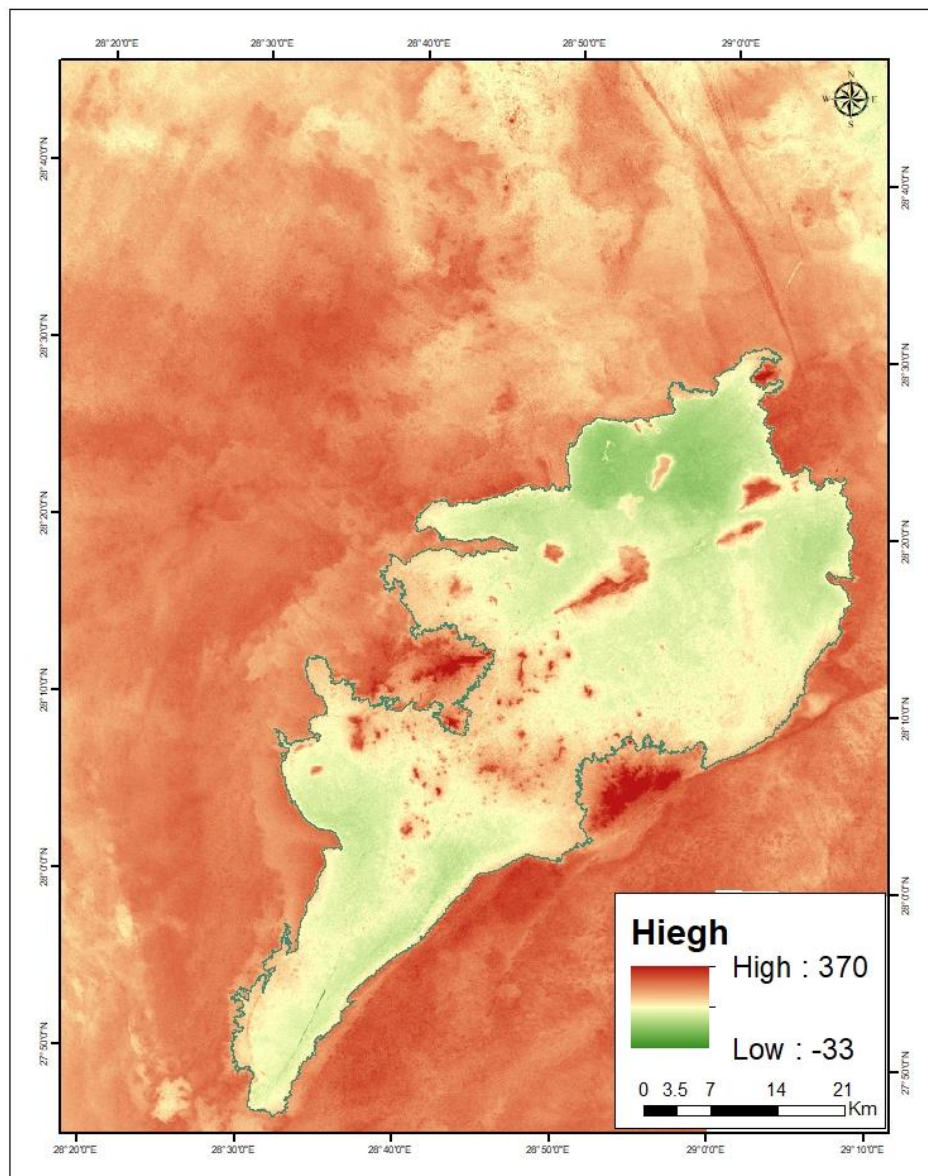 28°20'0"E 28°30'0"E 28°40'0"E 28°50'0"E 29°0'0"E
N
W E
S
28°40'0"N
28°40'0"N
28°30'0"N
28°30'0"N
28°20'0"N
28°20'0"N
28°10'0"N
28°10'0"N
28°0'0"N
28°0'0"N
27°50'0"N
27°50'0"N
Hiegh
High : 370
Low : -33
0 3.5 7 14 21
Km
28°20'0"E 28°30'0"E 28°40'0"E 28°50'0"E 29°0'0"E 29°10'0"E